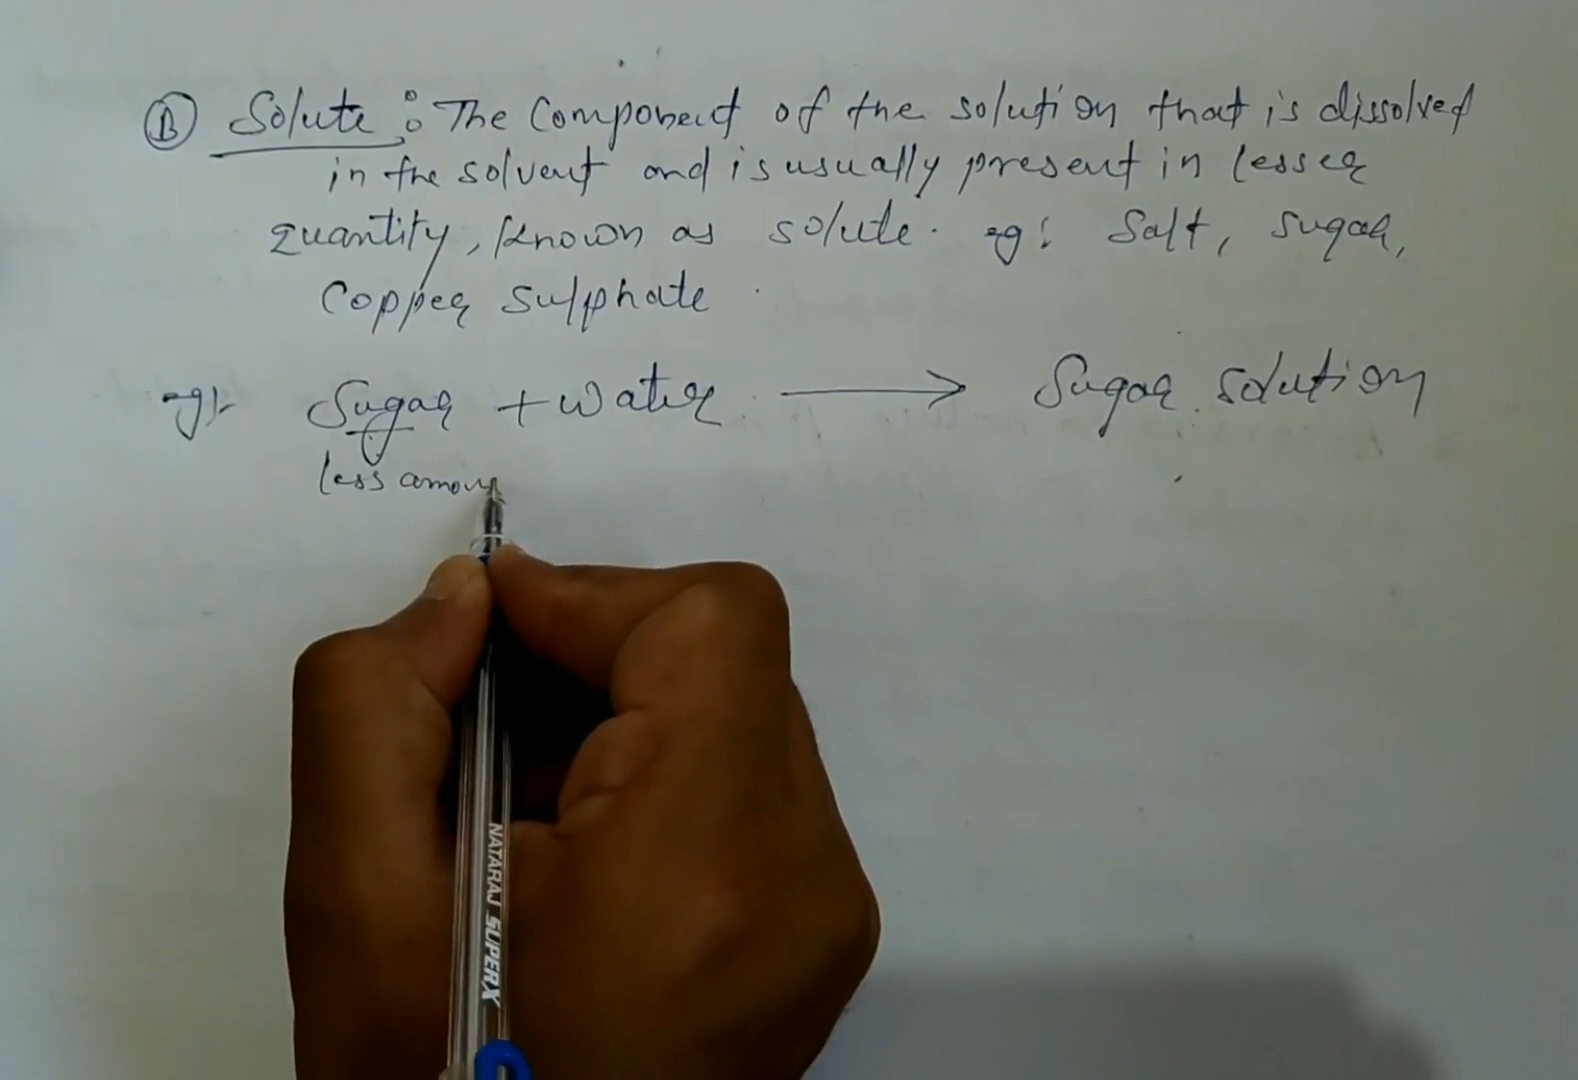 B Solute : The component of the solution that is dissolved
in the solvent and is usually present in lesser
quantity, known as solute. eg: Salt, sugar,
Copper sulphate
eg:- Sugar + water → Sugar solution
less amoun
NATARAJ SUPERX